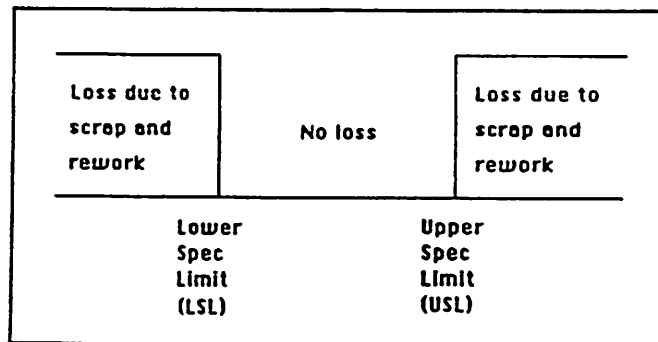 Loss due to
scrap and
rework
No loss
Loss due to
scrap and
rework
Lower
Spec
Limit
(LSL)
Upper
Spec
Limit
(USL)